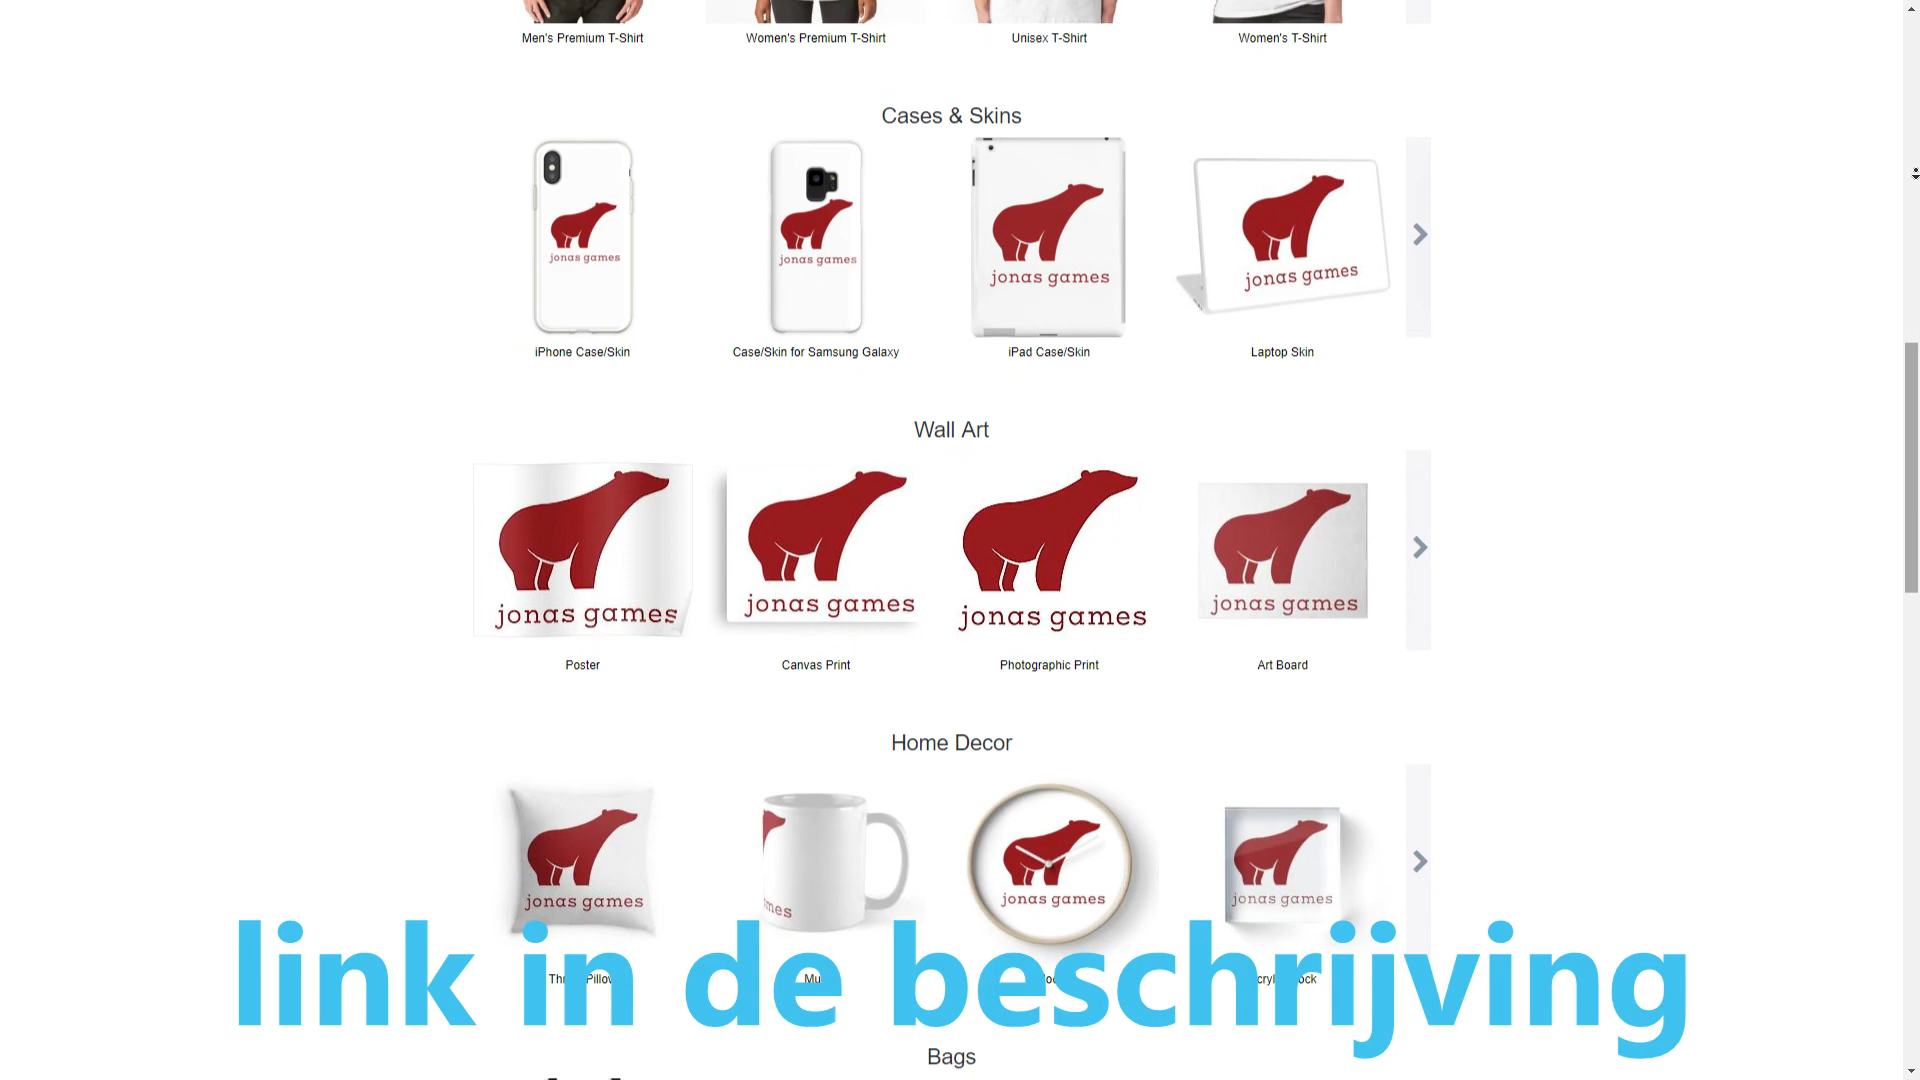 Men's Premium T-Shirt
Women's Premium T-Shirt
Unisex T-Shirt
Women's T-Shirt
Cases & Skins
jonas games
jonas games
jonas games
jonas games
iPhone Case/Skin
Case/Skin for Samsung Galaxy
iPad Case/Skin
Laptop Skin
Wall Art
jonas games
jonas games
jonas games
jonas games
Poster
Canvas Print
Photographic Print
Art Board
Home Decor
jonas games
mes
jonas games
jonas games
link in de beschrijving
Bags